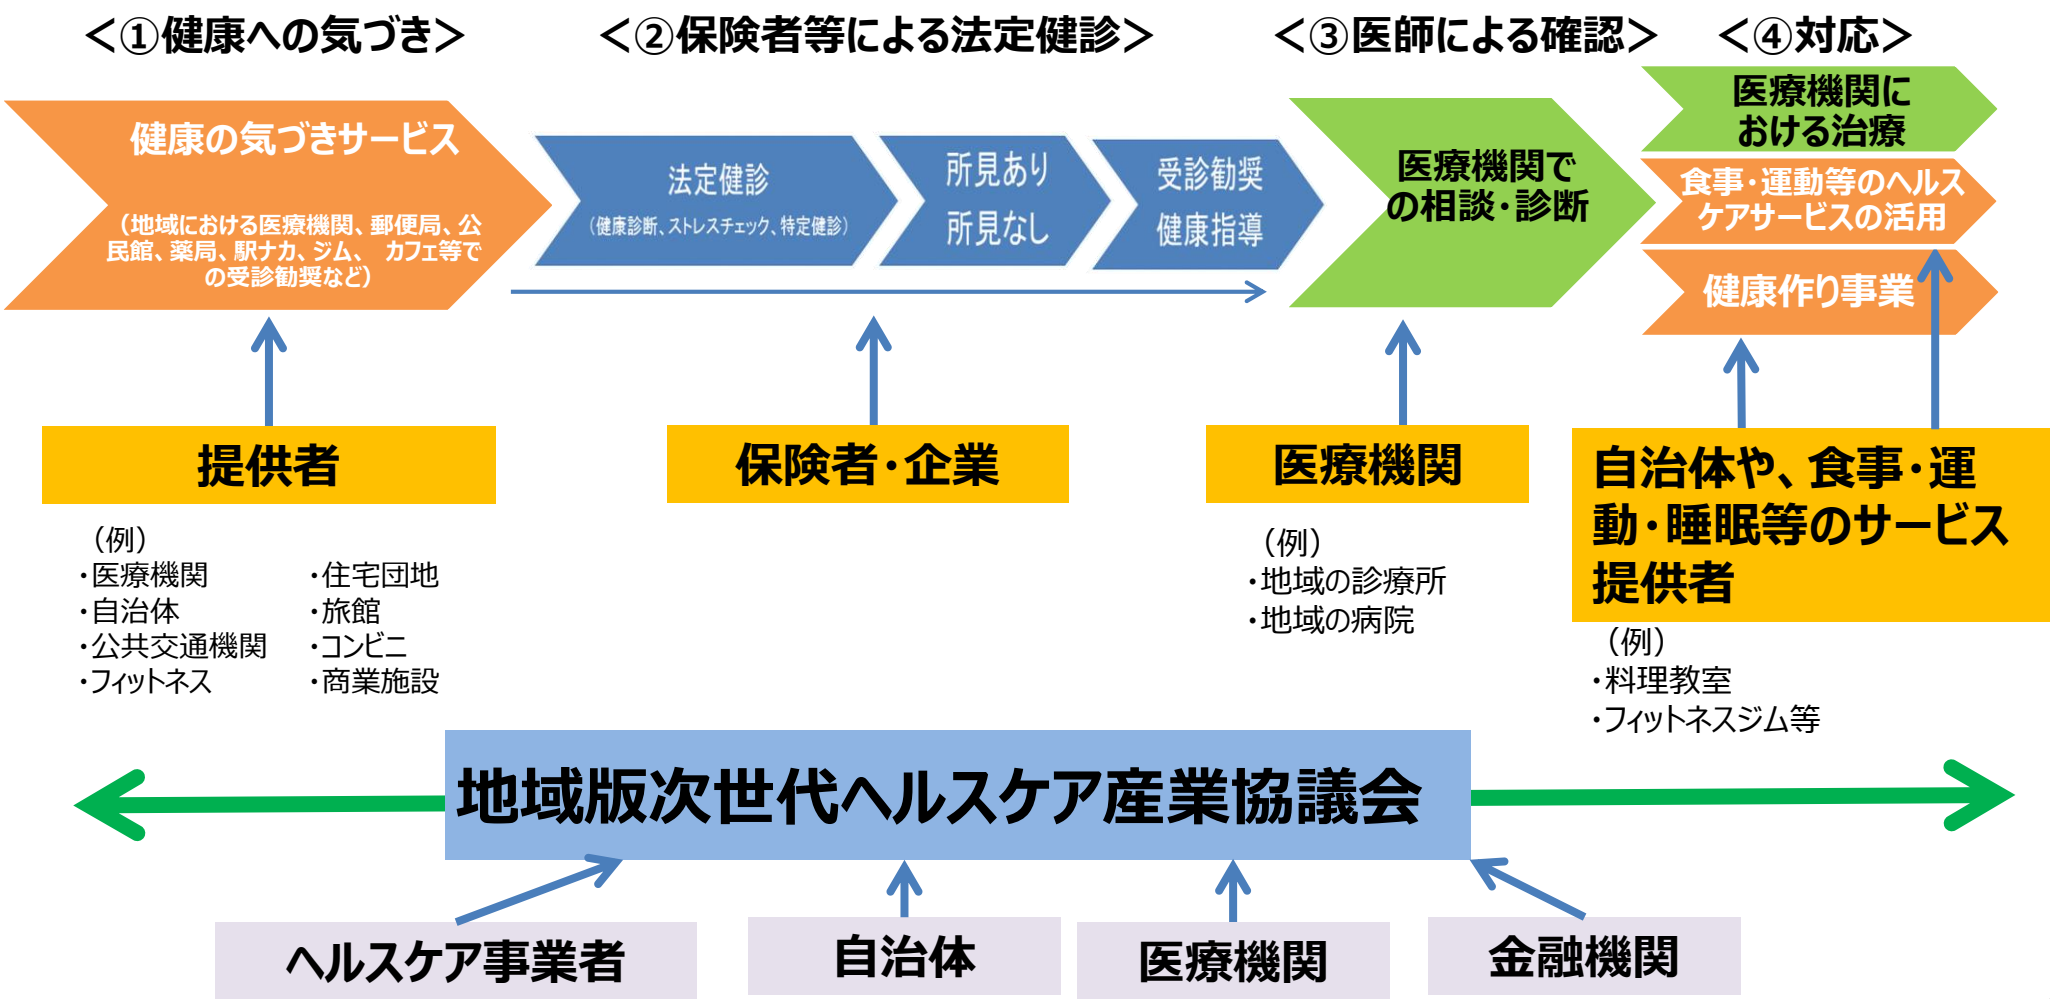 ＜①健康への気づき＞
＜②保険者等による法定健診＞
＜③医師による確認＞
＜④対応＞
健康の気づきサービス
（地域における医療機関、郵便局、公
民館、薬局、駅ナカ、ジム、　カフェ等で
の受診勧奨など）
法定健診
（健康診断、ストレスチェック、特定健診）
所見あり
所見なし
受診勧奨
健康指導
医療機関で
の相談・診断
医療機関に
おける治療
食事・運動等のヘルス
ケアサービスの活用
健康作り事業
提供者
（例）
・医療機関
・自治体
・公共交通機関
・フィットネス
・住宅団地
・旅館
・コンビニ
・商業施設
保険者・企業
医療機関
（例）
・地域の診療所
・地域の病院
自治体や、食事・運
動・睡眠等のサービス
提供者
（例）
・料理教室
・フィットネスジム等
地域版次世代ヘルスケア産業協議会
ヘルスケア事業者
自治体
医療機関
金融機関